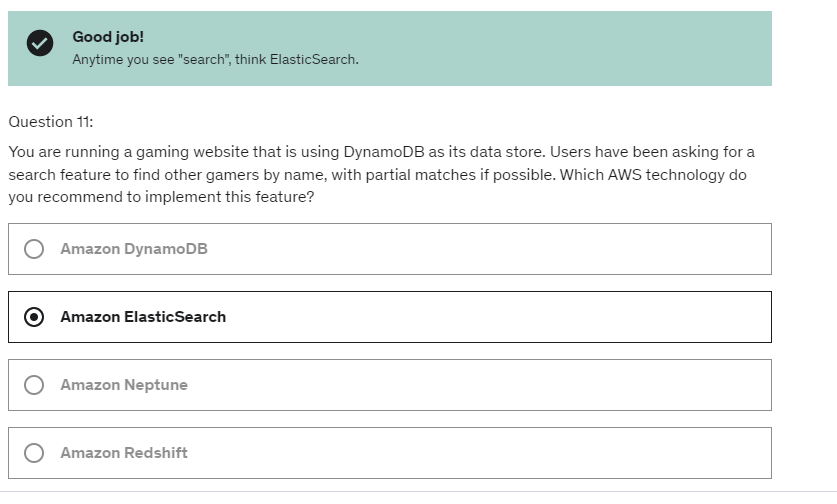 Good job!
Anytime you see "search", think ElasticSearch.
Question 11:
You are running a gaming website that is using DynamoDB as its data store. Users have been asking for a
search feature to find other gamers by name, with partial matches if possible. Which AWS technology do
you recommend to implement this feature?
Amazon DynamoDB
Amazon ElasticSearch
Amazon Neptune
Amazon Redshift